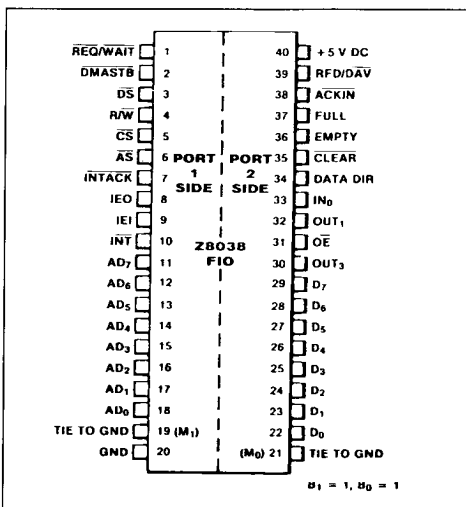 REQ/WAIT 1 40 +5 V DC
DMASTB 2 39 RFD/DAV
DS 3 38 ACKIN
R/W 4 37 FULL
CS 5 36 EMPTY
AS 6 35 CLEAR
PORT 1 SIDE
PORT 2 SIDE
INTACK 7 34 DATA DIR
IEO 8 33 IN0
IEI 9 32 OUT1
INT 10 31 OE
Z8038
FIO
AD7 11 30 OUT3
AD6 12 29 D7
AD5 13 28 D6
AD4 14 27 D5
AD3 15 26 D4
AD2 16 25 D3
AD1 17 24 D2
AD0 18 23 D1
TIE TO GND 19 (M1) 22 D0
GND 20 (M0) 21 TIE TO GND
B1 = 1, B0 = 1